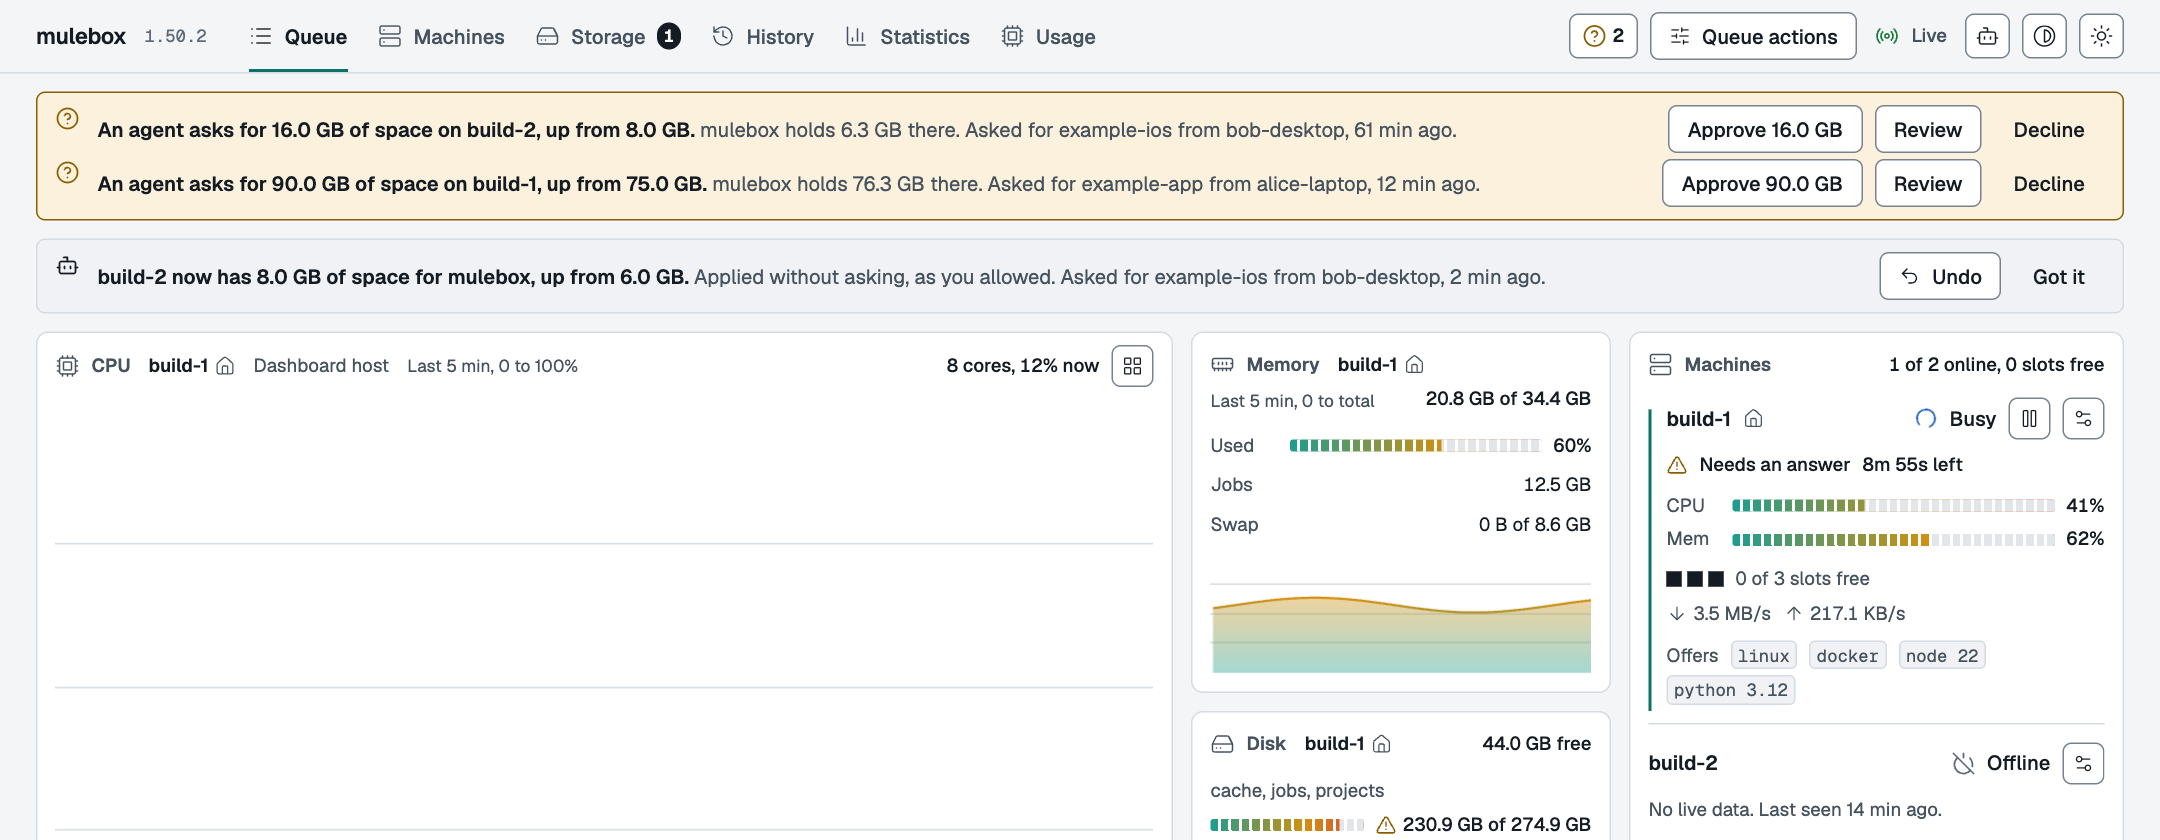 mulebox 1.50.2 Queue Machines Storage 1 History Statistics Usage 2 Queue actions Live
An agent asks for 16.0 GB of space on build-2, up from 8.0 GB. mulebox holds 6.3 GB there. Asked for example-ios from bob-desktop, 61 min ago. Approve 16.0 GB Review Decline
An agent asks for 90.0 GB of space on build-1, up from 75.0 GB. mulebox holds 76.3 GB there. Asked for example-app from alice-laptop, 12 min ago. Approve 90.0 GB Review Decline
build-2 now has 8.0 GB of space for mulebox, up from 6.0 GB. Applied without asking, as you allowed. Asked for example-ios from bob-desktop, 2 min ago. Undo Got it
CPU build-1 Dashboard host Last 5 min, 0 to 100% 8 cores, 12% now
Memory build-1
Last 5 min, 0 to total 20.8 GB of 34.4 GB
Used 60%
Jobs 12.5 GB
Swap 0 B of 8.6 GB
Disk build-1 44.0 GB free
cache, jobs, projects
230.9 GB of 274.9 GB
Machines 1 of 2 online, 0 slots free
build-1 Busy
Needs an answer 8m 55s left
CPU 41%
Mem 62%
0 of 3 slots free
3.5 MB/s 217.1 KB/s
Offers linux docker node 22
python 3.12
build-2 Offline
No live data. Last seen 14 min ago.